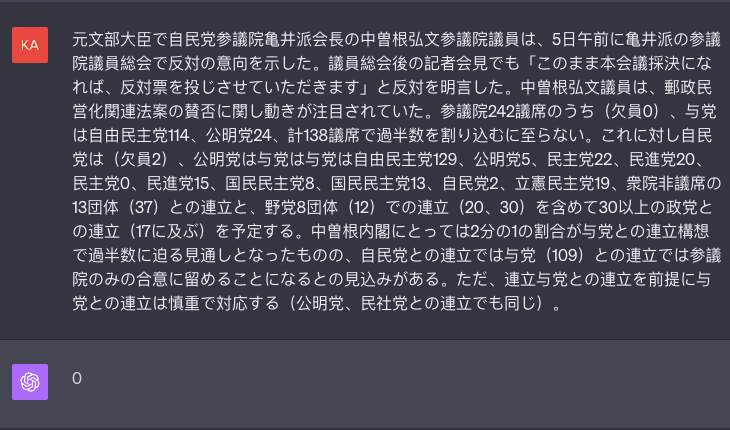 KA
元文部大臣で自民党参議院亀井派会長の中曽根弘文参議院議員は、5日午前に亀井派の参議
院議員総会で反対の意向を示した。議員総会後の記者会見でも「このまま本会議採決にな
れば、反対票を投じさせていただきます」と反対を明言した。中曽根弘文議員は、郵政民
営化関連法案の賛否に関し動きが注目されていた。参議院242議席のうち（欠員0）、与党
は自由民主党114、公明党24、計138議席で過半数を割り込むに至らない。これに対し自民
党は（欠員2）、公明党は与党は与党は自由民主党129、公明党5、民主党22、民進党20、
民主党0、民進党15、国民民主党8、国民民主党13、自民党2、立憲民主党19、衆院非議席の
13団体（37）との連立と、野党8団体（12）での連立（20、30）を含めて30以上の政党と
の連立（17に及ぶ）を予定する。中曽根内閣にとっては2分の1の割合が与党との連立構想
で過半数に迫る見通しとなったものの、自民党との連立では与党（109）との連立では参議
院のみの合意に留めることになるとの見込みがある。ただ、連立与党との連立を前提に与
党との連立は慎重で対応する（公明党、民社党との連立でも同じ）。
0